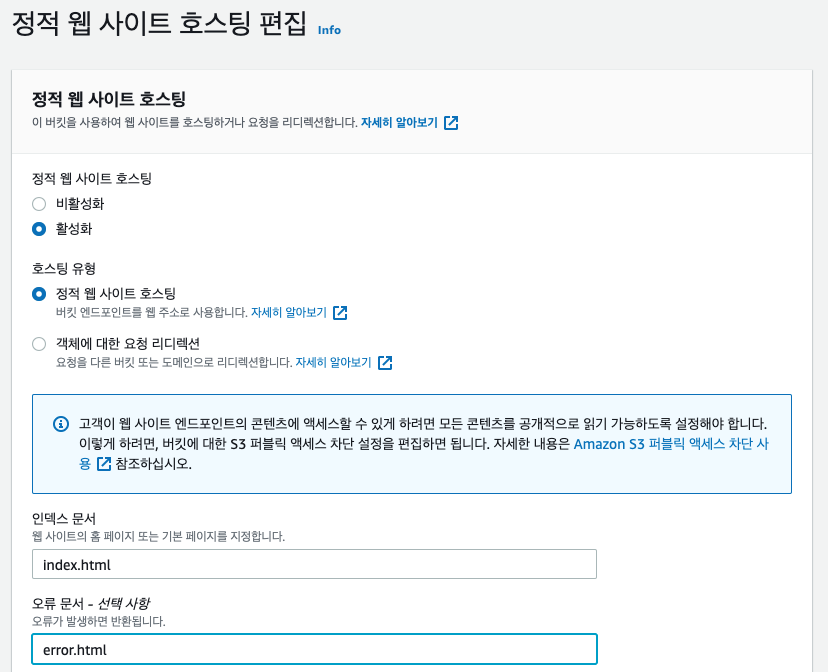 정적 웹 사이트 호스팅 편집 Info
정적 웹 사이트 호스팅
이 버킷을 사용하여 웹 사이트를 호스팅하거나 요청을 리디렉션합니다. 자세히 알아보기
정적 웹 사이트 호스팅
비활성화
활성화
호스팅 유형
정적 웹 사이트 호스팅
버킷 엔드포인트를 웹 주소로 사용합니다. 자세히 알아보기
객체에 대한 요청 리디렉션
요청을 다른 버킷 또는 도메인으로 리디렉션합니다. 자세히 알아보기
고객이 웹 사이트 엔드포인트의 콘텐츠에 액세스할 수 있게 하려면 모든 콘텐츠를 공개적으로 읽기 가능하도록 설정해야 합니다.
이렇게 하려면, 버킷에 대한 S3 퍼블릭 액세스 차단 설정을 편집하면 됩니다. 자세한 내용은 Amazon S3 퍼블릭 액세스 차단 사
용 참조하십시오.
인덱스 문서
웹 사이트의 홈 페이지 또는 기본 페이지를 지정합니다.
index.html
오류 문서 - 선택 사항
오류가 발생하면 반환됩니다.
error.html